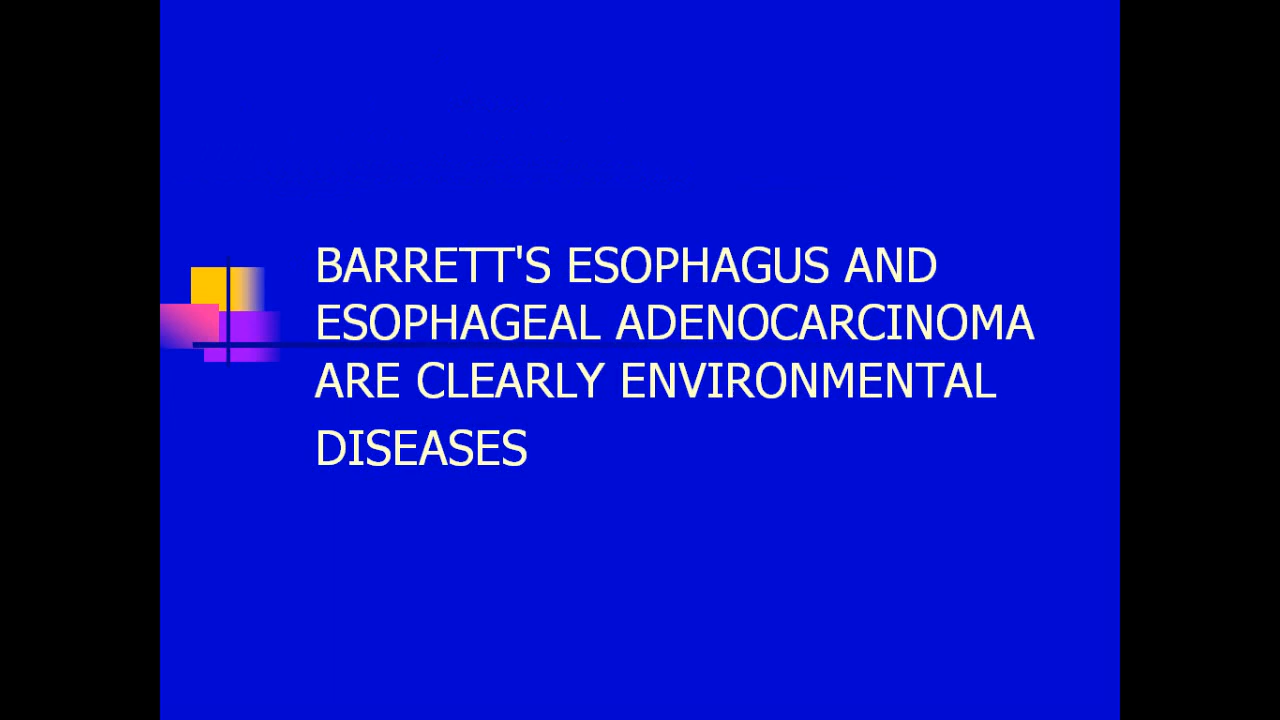 BARRETT'S ESOPHAGUS AND
ESOPHAGEAL ADENOCARCINOMA
ARE CLEARLY ENVIRONMENTAL
DISEASES